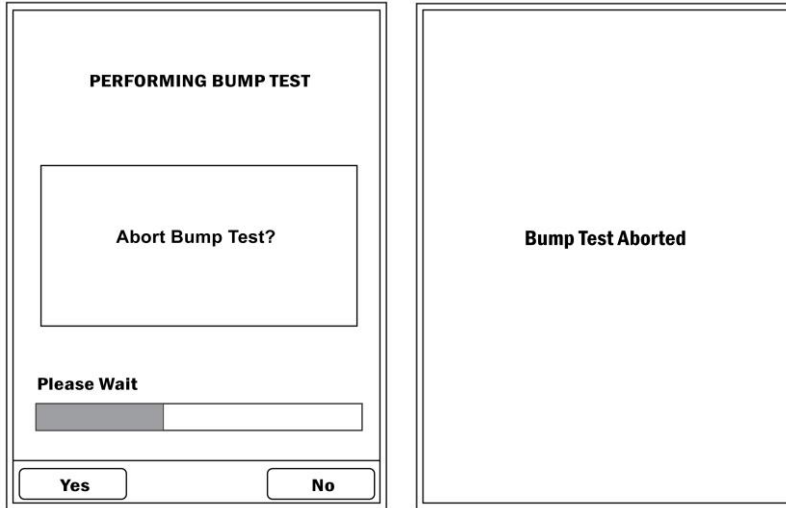 PERFORMING BUMP TEST
Abort Bump Test?
Please Wait
Yes
No
Bump Test Aborted